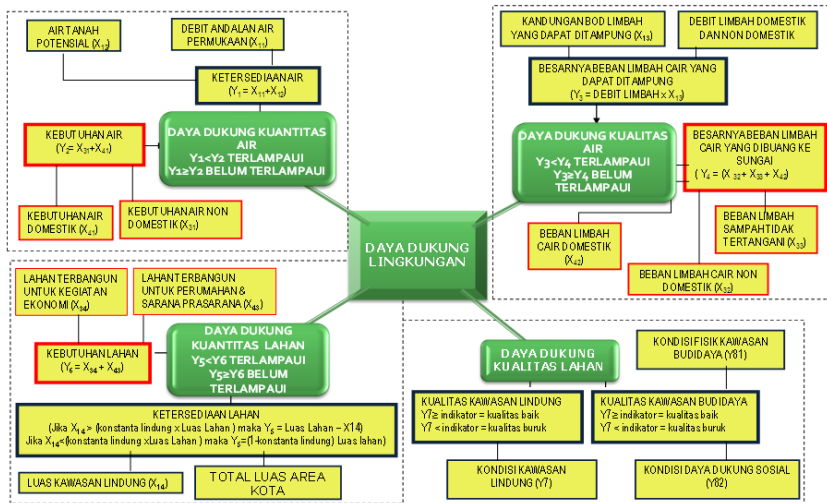 AIR TANAH
POTENSIAL (X12)
DEBIT ANDALAN AIR
PERMUKAAN (X11)
KETERSEDIAAN AIR
(Y1 = X11+X12)
KEBUTUHAN AIR
(Y2= X31+X41)
DAYA DUKUNG KUANTITAS
AIR
Y1<Y2 TERLAMPAUI
Y1≥Y2 BELUM TERLAMPAUI
KEBUTUHAN AIR
DOMESTIK (X41)
KEBUTUHAN AIR NON
DOMESTIK (X31)
KANDUNGAN BOD LIMBAH
YANG DAPAT DITAMPUNG (X13)
DEBIT LIMBAH DOMESTIK
DAN NON DOMESTIK
BESARNYA BEBAN LIMBAH CAIR YANG
DAPAT DITAMPUNG
(Y3 = DEBIT LIMBAH x X13)
DAYA DUKUNG KUALITAS
AIR
Y3<Y4 TERLAMPAUI
Y3≥Y4 BELUM
TERLAMPAUI
BESARNYA BEBAN LIMBAH
CAIR YANG DIBUANG KE
SUNGAI
( Y4 = (X 32 + X33 + X42)
BEBAN LIMBAH
CAIR DOMESTIK
(X42)
BEBAN LIMBAH
SAMPAH TIDAK
TERTANGANI (X33)
BEBAN LIMBAH CAIR NON
DOMESTIK (X32)
DAYA DUKUNG
LINGKUNGAN
LAHAN TERBANGUN
UNTUK KEGIATAN
EKONOMI (X34)
LAHAN TERBANGUN
UNTUK PERUMAHAN &
SARANA PRASARANA (X43)
KEBUTUHAN LAHAN
(Y6 = X34 + X43)
DAYA DUKUNG
KUANTITAS LAHAN
Y5<Y6 TERLAMPAUI
Y5≥Y6 BELUM
TERLAMPAUI
KETERSEDIAAN LAHAN
(Jika X14 > (konstanta lindung x Luas Lahan ) maka Y5 = Luas Lahan – X14)
Jika X14<(konstanta lindung xLuas Lahan ) maka Y5=(1-konstanta lindung) Luas lahan)
LUAS KAWASAN LINDUNG (X14)
TOTAL LUAS AREA
KOTA
DAYA DUKUNG
KUALITAS LAHAN
KONDISI FISIK KAWASAN
BUDIDAYA (Y81)
KUALITAS KAWASAN LINDUNG
Y7≥ indikator = kualitas baik
Y7 < indikator = kualitas buruk
KUALITAS KAWASAN BUDIDAYA
Y7 ≥ indikator = kualitas baik
Y7 < indikator = kualitas buruk
KONDISI KAWASAN
LINDUNG (Y7)
KONDISI DAYA DUKUNG SOSIAL
(Y82)